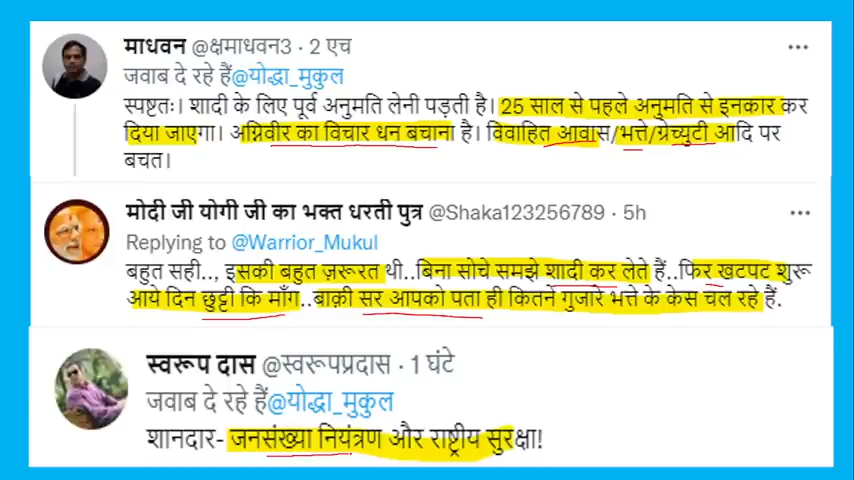 माधवन @क्षमाधवन3 · 2 एच
जवाब दे रहे हैं@योद्धा_मुकुल
स्पष्टतः। शादी के लिए पूर्व अनुमति लेनी पड़ती है। 25 साल से पहले अनुमति से इनकार कर
दिया जाएगा। अग्निवीर का विचार धन बचाना है। विवाहित आवास/भत्ते/ग्रेच्युटी आदि पर
बचत।
मोदी जी योगी जी का भक्त धरती पुत्र @Shaka123256789 · 5h
Replying to @Warrior_Mukul
बहुत सही.., इसकी बहुत ज़रूरत थी..बिना सोचे समझे शादी कर लेते हैं..फिर खटपट शुरू
आये दिन छुट्टी कि माँग..बाक़ी सर आपको पता ही कितने गुजारे भत्ते के केस चल रहे हैं.
स्वरूप दास @स्वरूपप्रदास · 1 घंटे
जवाब दे रहे हैं@योद्धा_मुकुल
शानदार- जनसंख्या नियंत्रण और राष्ट्रीय सुरक्षा!